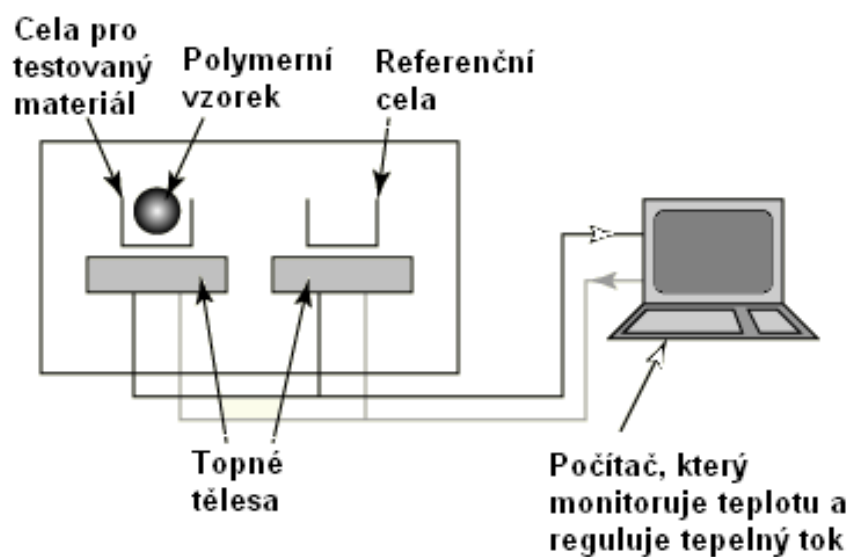 Cela pro
testovaný
materiál
Polymerní
vzorek
Referenční
cela
Topné
tělesa
Počítač, který
monitoruje teplotu a
reguluje tepelný tok